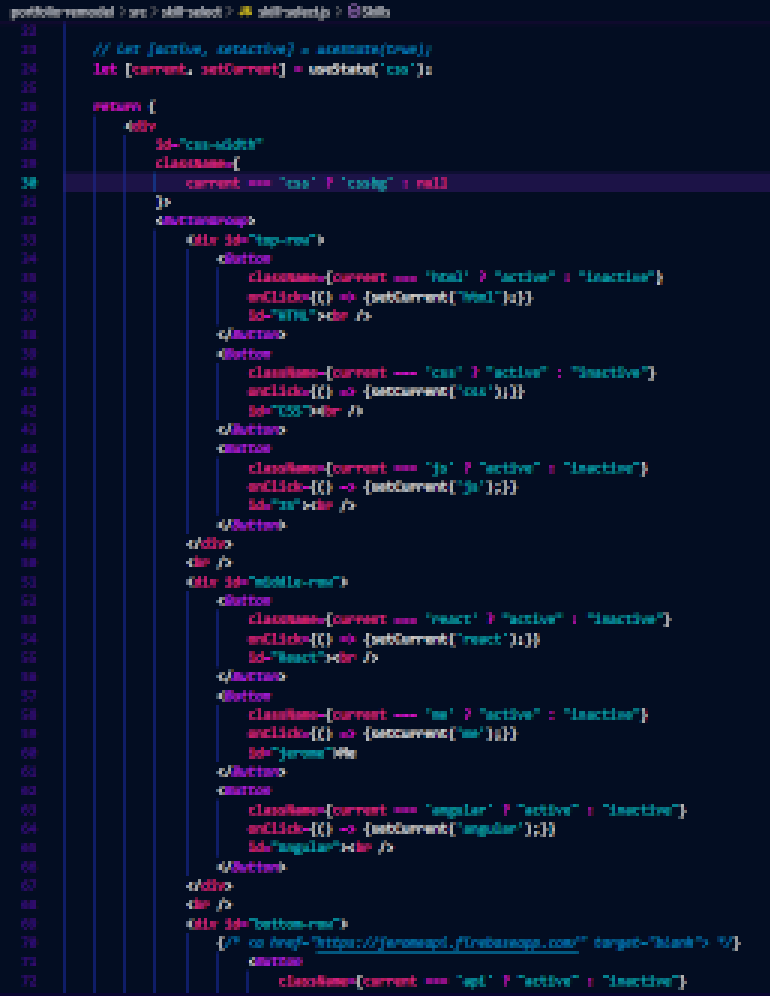 portfolio-remodel > src > skill-select > JS skill-select.js > Skills
22
23 // let [active, setActive] = useState(true);
24 let [current, setCurrent] = useState('css');
25
26 return (
27 <div
28 id="css-width"
29 className={
30 current === 'css' ? 'cssbg' : null
31 }>
32 <ButtonGroup>
33 <div id="top-row">
34 <Button
35 className={current === 'html' ? "active" : "inactive"}
36 onClick={() => {setCurrent('html');}}
37 id="HTML"><br />
38 </Button>
39 <Button
40 className={current === 'css' ? "active" : "inactive"}
41 onClick={() => {setCurrent('css');}}
42 id="CSS"><br />
43 </Button>
44 <Button
45 className={current === 'js' ? "active" : "inactive"}
46 onClick={() => {setCurrent('js');}}
47 id="JS"><br />
48 </Button>
49 </div>
50 <br />
51 <div id="middle-row">
52 <Button
53 className={current === 'react' ? "active" : "inactive"}
54 onClick={() => {setCurrent('react');}}
55 id="React"><br />
56 </Button>
57 <Button
58 className={current === 'me' ? "active" : "inactive"}
59 onClick={() => {setCurrent('me');}}
60 id="jerome">Me
61 </Button>
62 <Button
63 className={current === 'angular' ? "active" : "inactive"}
64 onClick={() => {setCurrent('angular');}}
65 id="angular"><br />
66 </Button>
67 </div>
68 <br />
69 <div id="bottom-row">
70 {/* <a href="https://jeromeapi.firebaseapp.com/" target="blank"> */}
71 <Button
72 className={current === 'api' ? "active" : "inactive"}